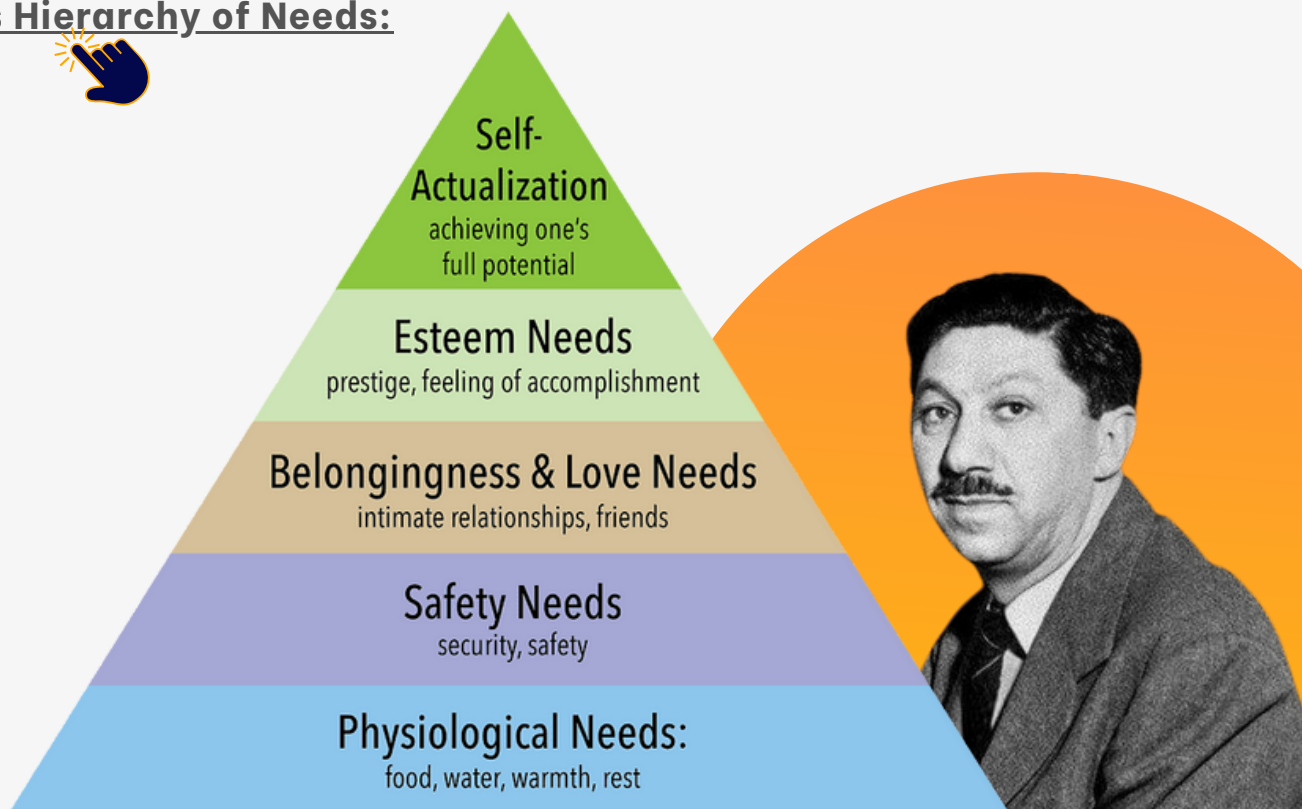 s Hierarchy of Needs:
Self-
Actualization
achieving one's
full potential
Esteem Needs
prestige, feeling of accomplishment
Belongingness & Love Needs
intimate relationships, friends
Safety Needs
security, safety
Physiological Needs:
food, water, warmth, rest